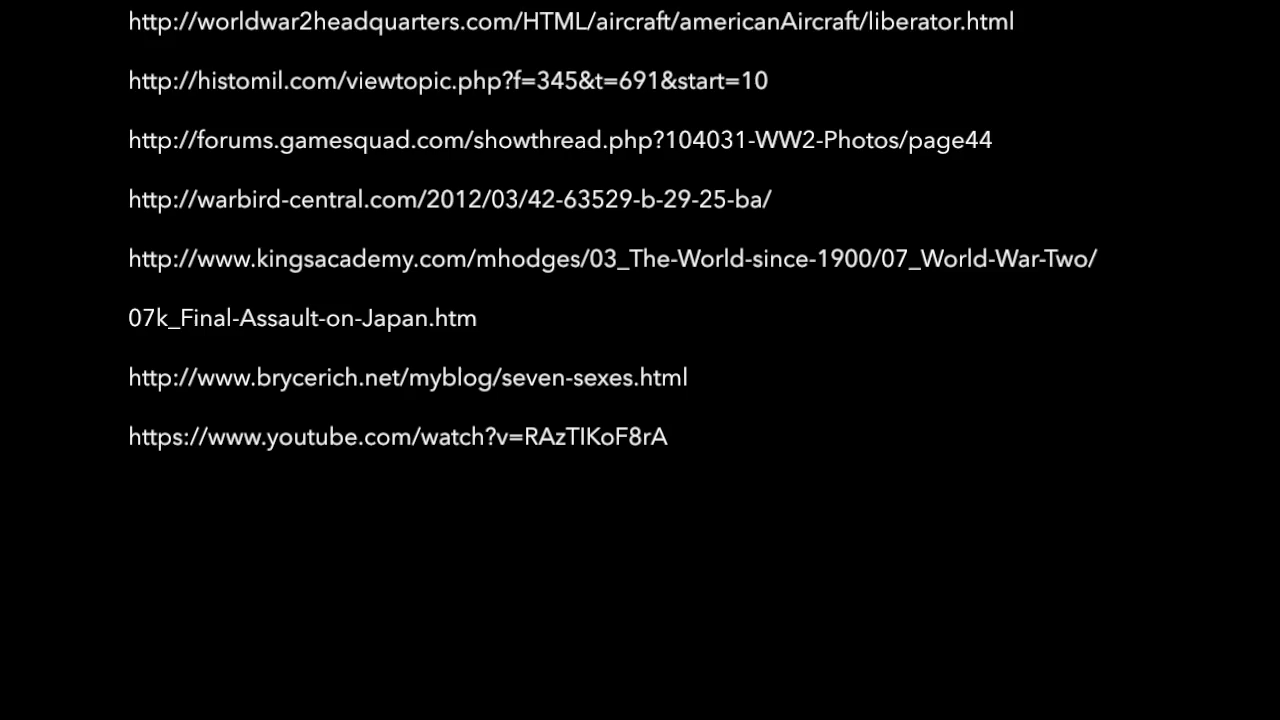 http://worldwar2headquarters.com/HTML/aircraft/americanAircraft/liberator.html
http://histomil.com/viewtopic.php?f=345&t=691&start=10
http://forums.gamesquad.com/showthread.php?104031-WW2-Photos/page44
http://warbird-central.com/2012/03/42-63529-b-29-25-ba/
http://www.kingsacademy.com/mhodges/03_The-World-since-1900/07_World-War-Two/
07k_Final-Assault-on-Japan.htm
http://www.brycerich.net/myblog/seven-sexes.html
https://www.youtube.com/watch?v=RAzTIKoF8rA